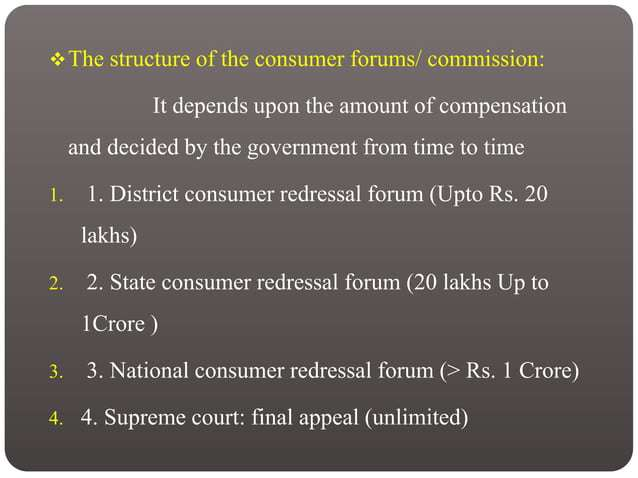 ❖The structure of the consumer forums/ commission:
It depends upon the amount of compensation
and decided by the government from time to time
1. 1. District consumer redressal forum (Upto Rs. 20
lakhs)
2. 2. State consumer redressal forum (20 lakhs Up to
1Crore )
3. 3. National consumer redressal forum (> Rs. 1 Crore)
4. 4. Supreme court: final appeal (unlimited)